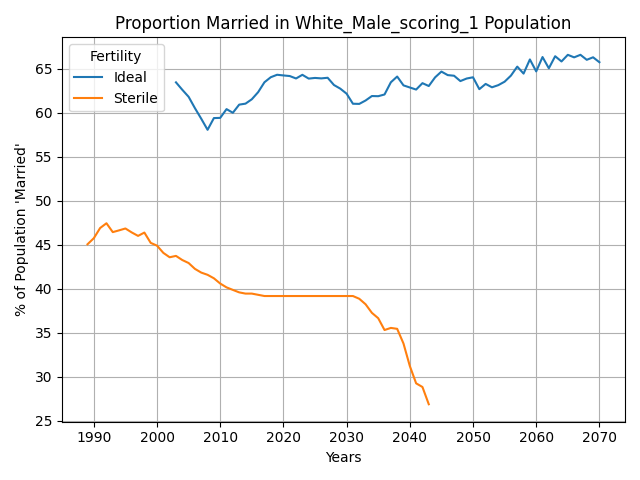 Proportion Married in White_Male_scoring_1 Population
Fertility
Ideal
Sterile
% of Population 'Married'
65
60
55
50
45
40
35
30
25
1990 2000 2010 2020 2030 2040 2050 2060 2070
Years